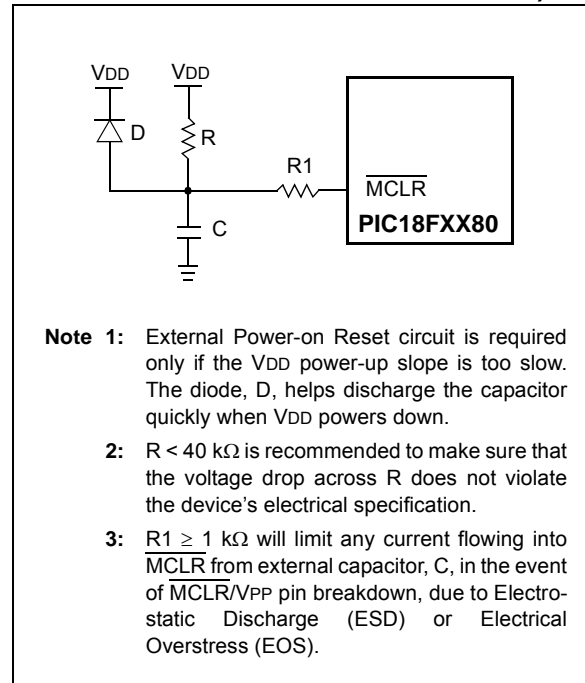 VDD VDD
D R
R1
MCLR
C
PIC18FXX80
Note 1: External Power-on Reset circuit is required
only if the VDD power-up slope is too slow.
The diode, D, helps discharge the capacitor
quickly when VDD powers down.
2: R < 40 kΩ is recommended to make sure that
the voltage drop across R does not violate
the device's electrical specification.
3: R1 ≥ 1 kΩ will limit any current flowing into
MCLR from external capacitor, C, in the event
of MCLR/VPP pin breakdown, due to Electro-
static Discharge (ESD) or Electrical
Overstress (EOS).